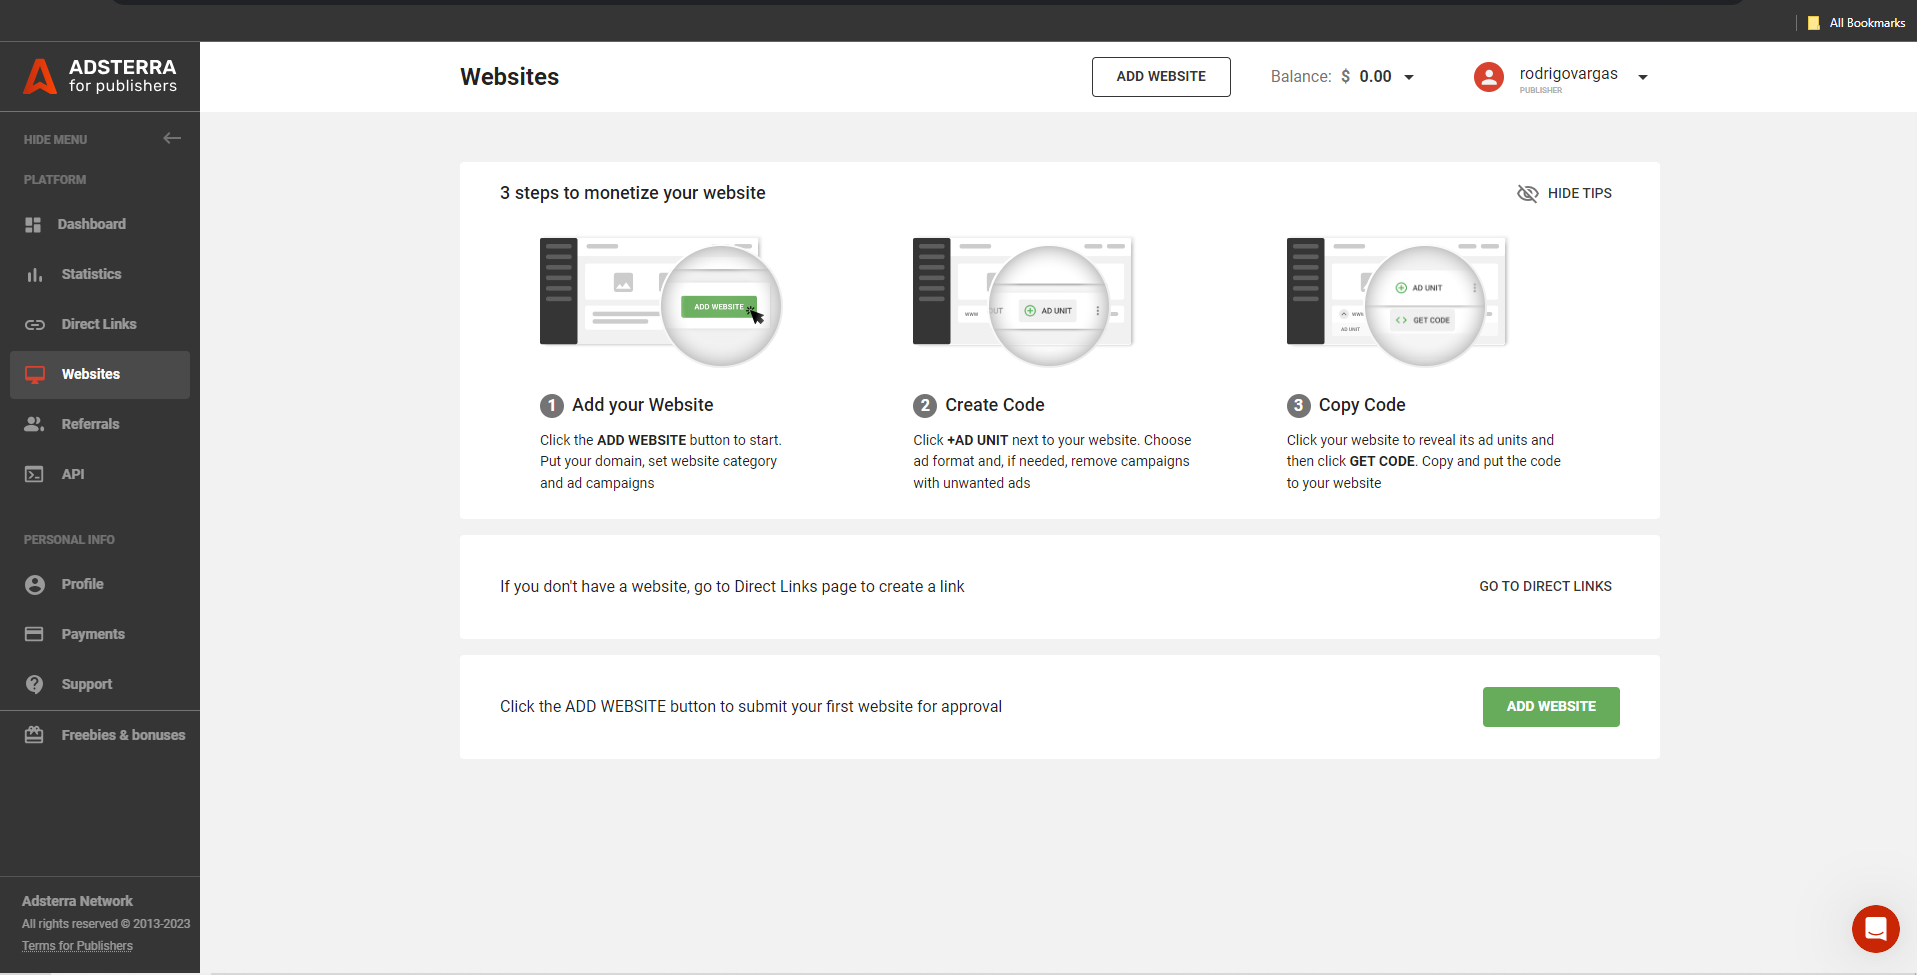 All Bookmarks
ADSTERRA
for publishers
Websites
ADD WEBSITE
Balance: $ 0.00
rodrigovargas
PUBLISHER
HIDE MENU
PLATFORM
Dashboard
Statistics
Direct Links
Websites
Referrals
API
PERSONAL INFO
Profile
Payments
Support
Freebies & bonuses
Adsterra Network
All rights reserved © 2013-2023
Terms for Publishers
3 steps to monetize your website
HIDE TIPS
ADD WEBSITE
www
OUT
AD UNIT
AD UNIT
WWW
GET CODE
AD UNIT
1 Add your Website
Click the ADD WEBSITE button to start.
Put your domain, set website category
and ad campaigns
2 Create Code
Click +AD UNIT next to your website. Choose
ad format and, if needed, remove campaigns
with unwanted ads
3 Copy Code
Click your website to reveal its ad units and
then click GET CODE. Copy and put the code
to your website
If you don't have a website, go to Direct Links page to create a link
GO TO DIRECT LINKS
Click the ADD WEBSITE button to submit your first website for approval
ADD WEBSITE